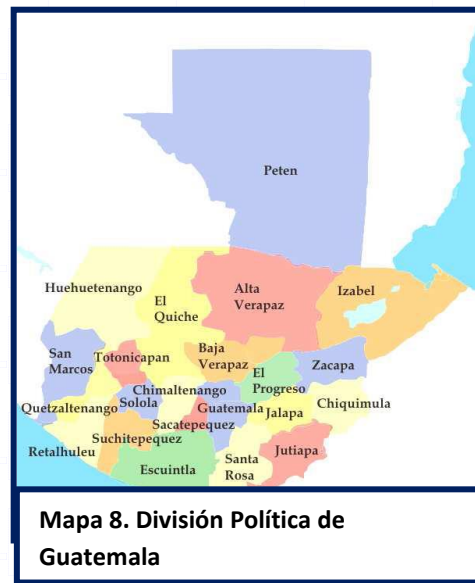 Peten
Huehuetenango
El
Quiche
Alta
Verapaz
Izabel
San
Marcos
Totonicapan
Baja
Verapaz
El
Progreso
Zacapa
Chimaltenango
Quetzaltenango
Solola
Guatemala
Jalapa
Chiquimula
Sacatepequez
Retalhuleu
Suchitepequez
Escuintla
Santa
Rosa
Jutiapa
Mapa 8. División Política de
Guatemala